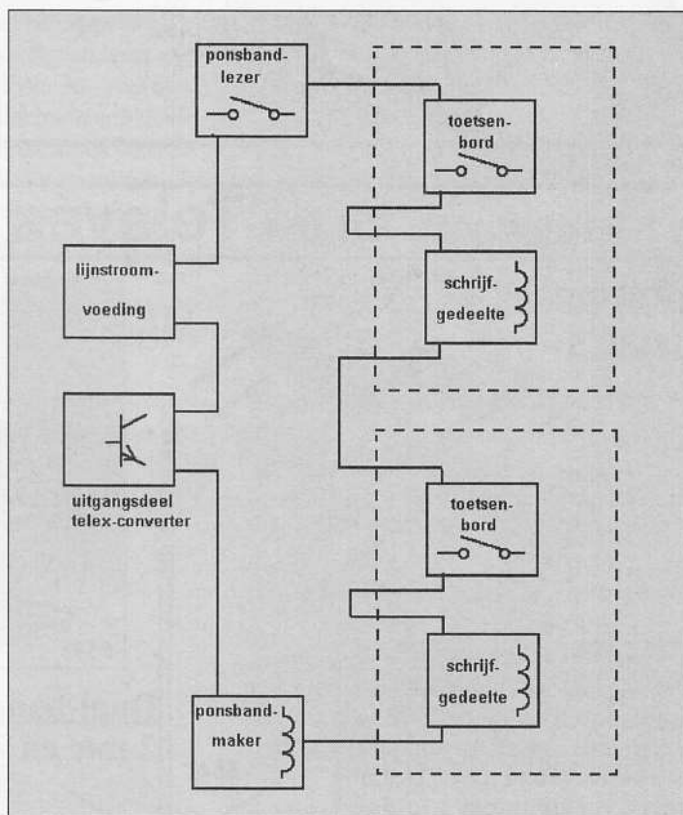 ponsband-
lezer
toetsen-
bord
lijnstroom-
voeding
schrijf-
gedeelte
uitgangsdeel
telex-converter
toetsen-
bord
schrijf-
gedeelte
ponsband-
maker